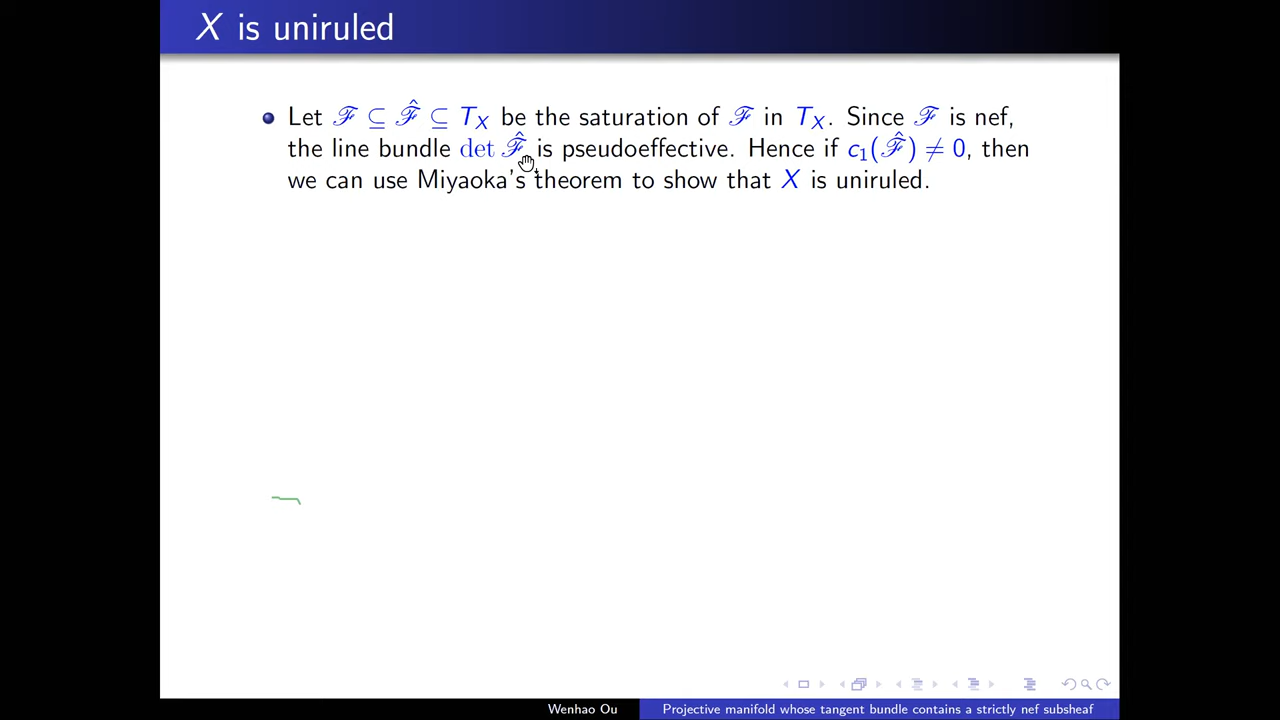 X is uniruled
Let ℱ ⊆ ℱ̂ ⊆ T_X be the saturation of ℱ in T_X. Since ℱ is nef,
the line bundle det ℱ̂ is pseudoeffective. Hence if c₁(ℱ̂) ≠ 0, then
we can use Miyaoka's theorem to show that X is uniruled.
Wenhao Ou
Projective manifold whose tangent bundle contains a strictly nef subsheaf